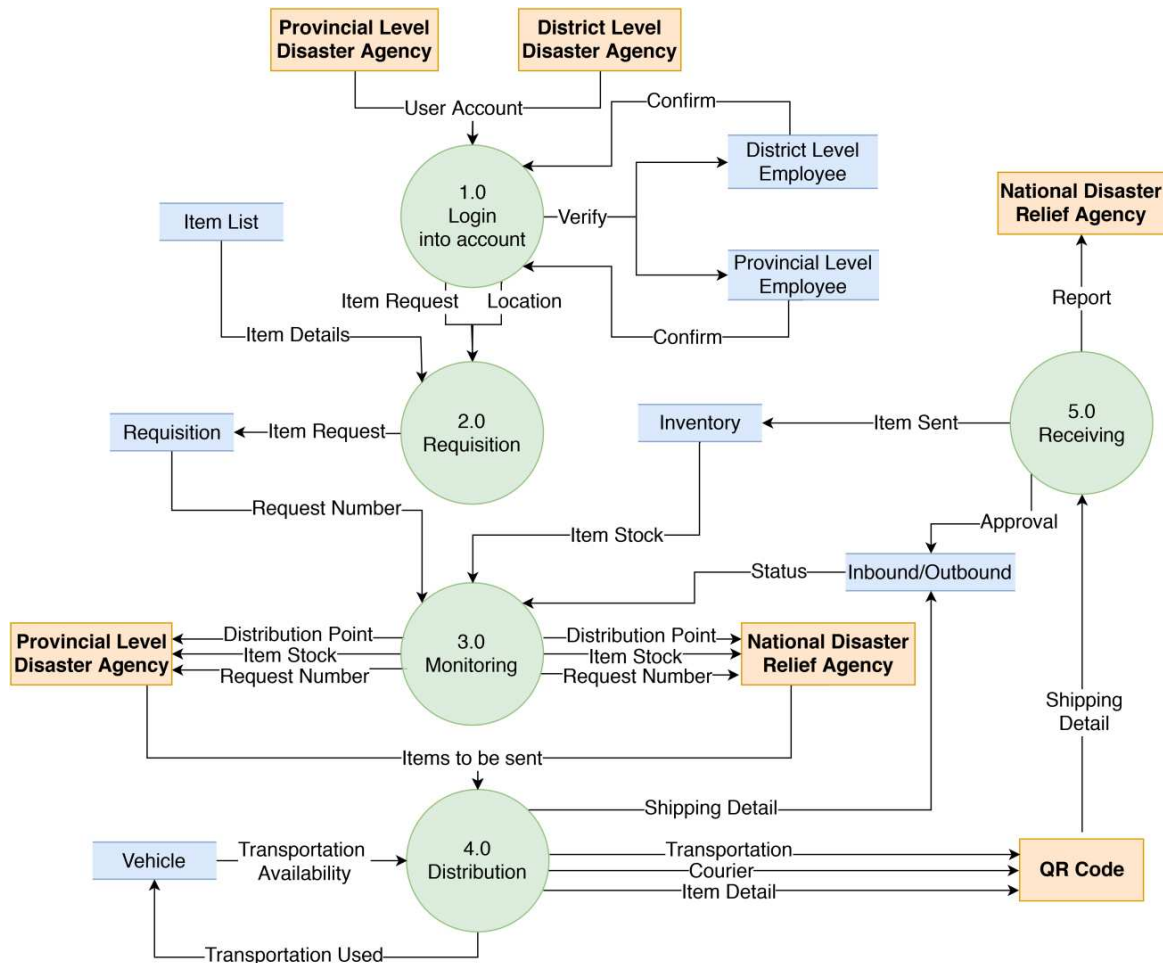 Provincial Level
Disaster Agency
District Level
Disaster Agency
User Account
Confirm
District Level
Employee
1.0
Login
into account
Verify
National Disaster
Relief Agency
Item List
Provincial Level
Employee
Item Request
Location
Report
Item Details
Confirm
2.0
Requisition
Requisition
Item Request
Inventory
Item Sent
5.0
Receiving
Request Number
Item Stock
Approval
Status
Inbound/Outbound
Provincial Level
Disaster Agency
Distribution Point
Item Stock
Request Number
3.0
Monitoring
Distribution Point
Item Stock
Request Number
National Disaster
Relief Agency
Shipping
Detail
Items to be sent
Shipping Detail
Vehicle
Transportation
Availability
4.0
Distribution
Transportation
Courier
Item Detail
QR Code
Transportation Used